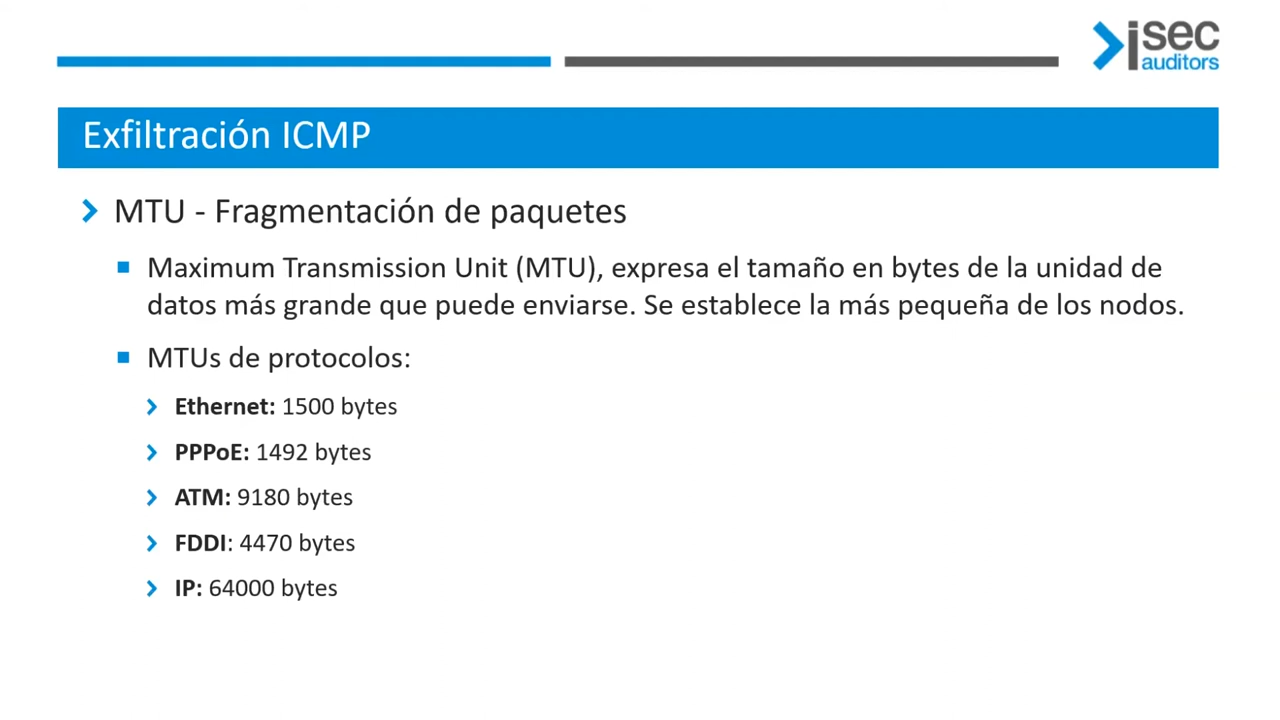 isec
auditors
Exfiltración ICMP
MTU - Fragmentación de paquetes
Maximum Transmission Unit (MTU), expresa el tamaño en bytes de la unidad de
datos más grande que puede enviarse. Se establece la más pequeña de los nodos.
MTUs de protocolos:
Ethernet: 1500 bytes
PPPoE: 1492 bytes
ATM: 9180 bytes
FDDI: 4470 bytes
IP: 64000 bytes